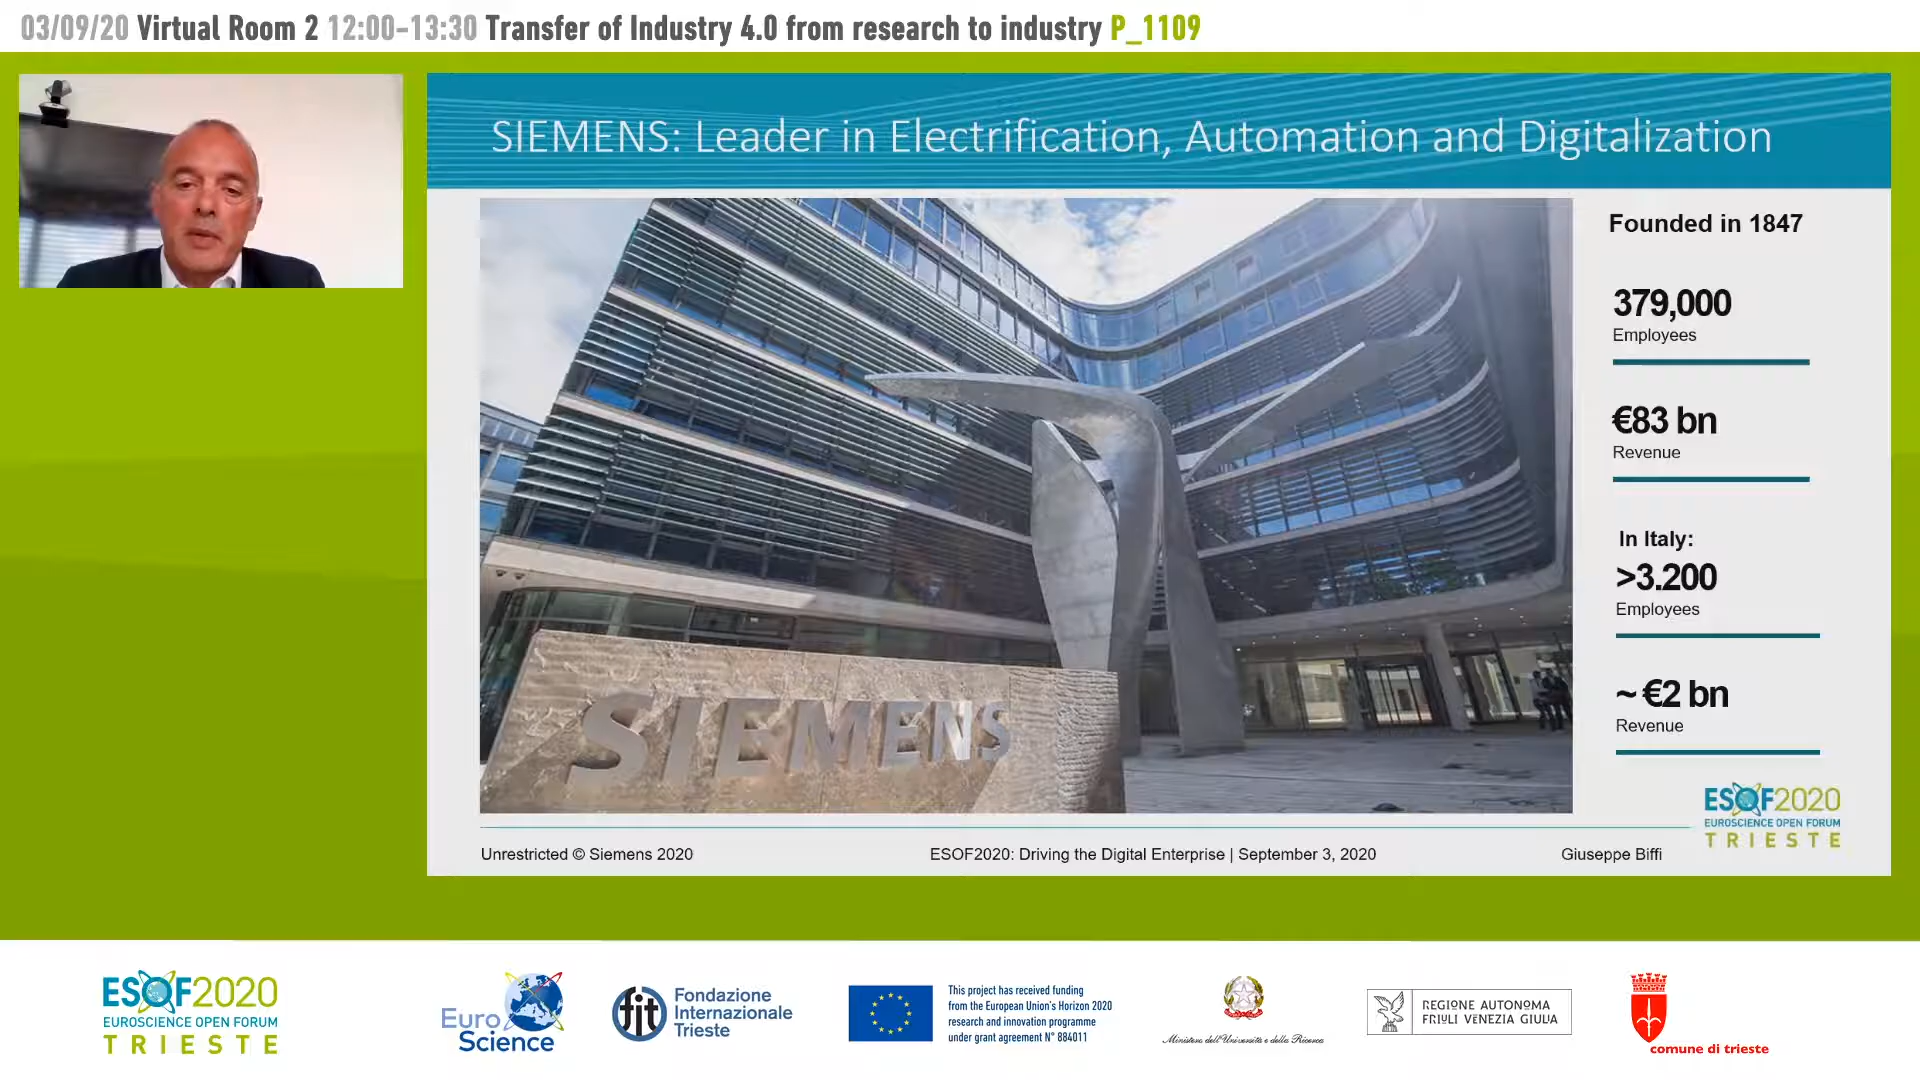 03/09/20 Virtual Room 2 12:00-13:30 Transfer of Industry 4.0 from research to industry P_1109
SIEMENS: Leader in Electrification, Automation and Digitalization
Founded in 1847
379,000
Employees
€83 bn
Revenue
In Italy:
>3.200
Employees
~ €2 bn
Revenue
SIEMENS
ESOF2020
EUROSCIENCE OPEN FORUM
TRIESTE
Unrestricted © Siemens 2020
ESOF2020: Driving the Digital Enterprise | September 3, 2020
Giuseppe Biffi
ESOF2020
EUROSCIENCE OPEN FORUM
TRIESTE
Euro
Science
fit
Fondazione
Internazionale
Trieste
This project has received funding
from the European Union's Horizon 2020
research and innovation programme
under grant agreement N° 884011
Ministero dell'Università e della Ricerca
REGIONE AUTONOMA
FRIULI VENEZIA GIULIA
comune di trieste